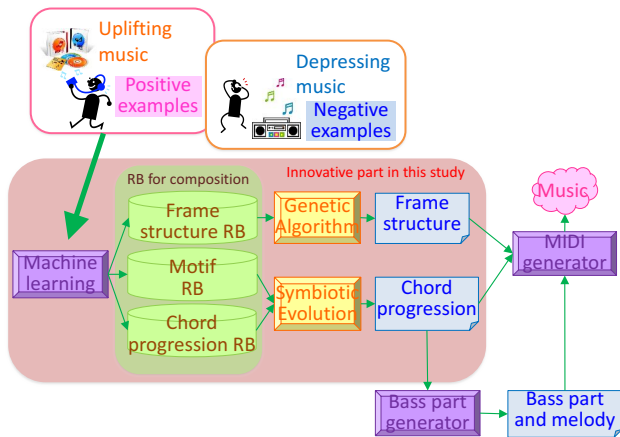 Uplifting
music
Positive
examples
Depressing
music
Negative
examples
RB for composition
Innovative part in this study
Machine
learning
Frame
structure RB
Motif
RB
Chord
progression RB
Genetic
Algorithm
Symbiotic
Evolution
Frame
structure
Chord
progression
Music
MIDI
generator
Bass part
generator
Bass part
and melody